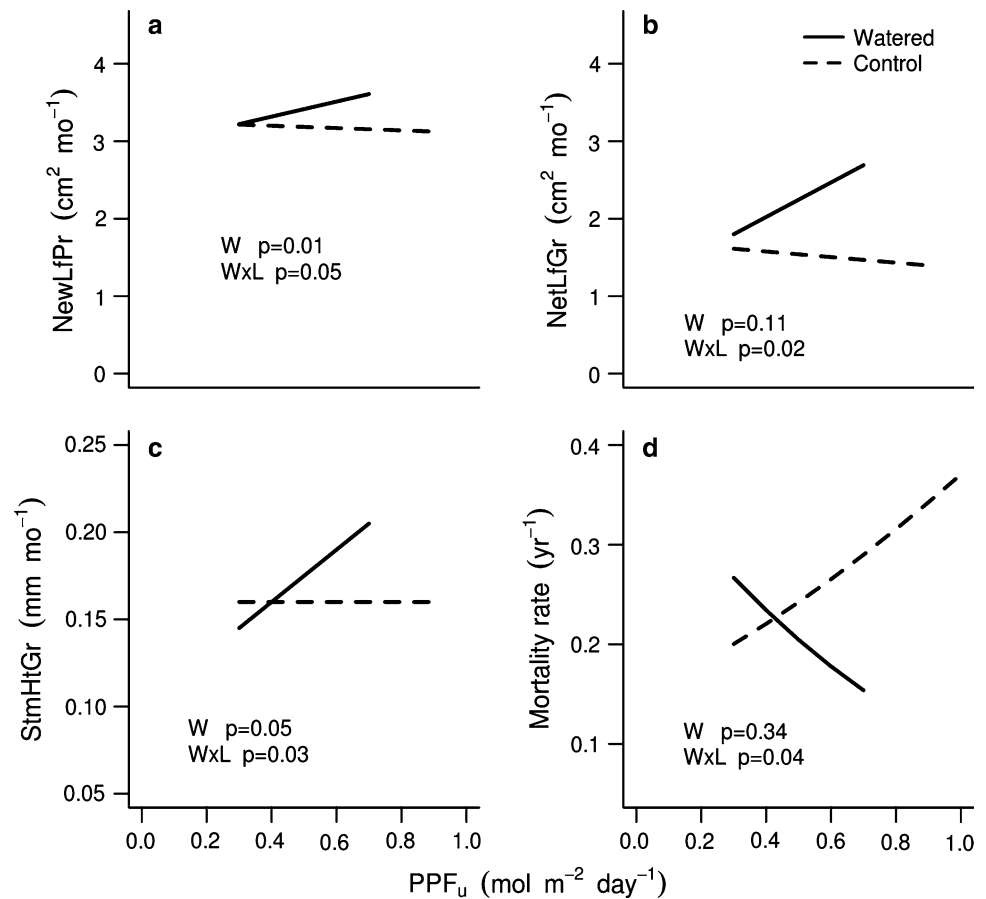 a
4
3
2
1
0
NewLfPr (cm² mo⁻¹)
W p=0.01
WxL p=0.05
b
Watered
Control
4
3
2
1
0
NetLfGr (cm² mo⁻¹)
W p=0.11
WxL p=0.02
c
0.25
0.20
0.15
0.10
0.05
StmHtGr (mm mo⁻¹)
W p=0.05
WxL p=0.03
0.0 0.2 0.4 0.6 0.8 1.0
d
0.4
0.3
0.2
0.1
Mortality rate (yr⁻¹)
W p=0.34
WxL p=0.04
0.0 0.2 0.4 0.6 0.8 1.0
PPFᵤ (mol m⁻² day⁻¹)